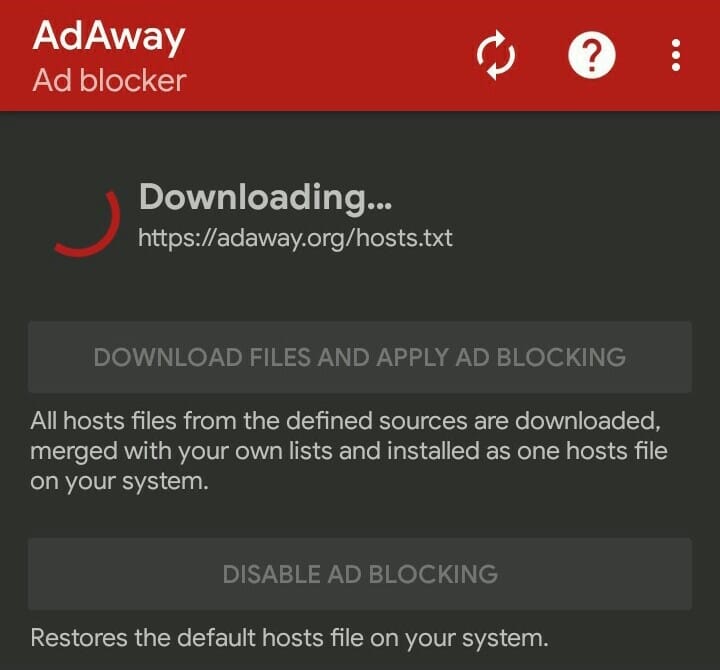 AdAway
Ad blocker
Downloading...
https://adaway.org/hosts.txt
DOWNLOAD FILES AND APPLY AD BLOCKING
All hosts files from the defined sources are downloaded,
merged with your own lists and installed as one hosts file
on your system.
DISABLE AD BLOCKING
Restores the default hosts file on your system.